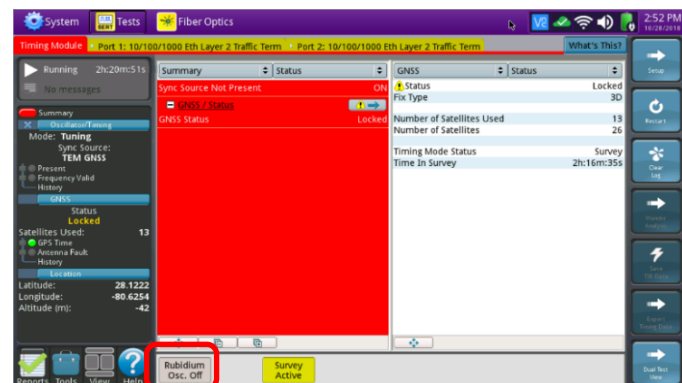 System
Tests
Fiber Optics
V2
2:52 PM
10/28/2018
Timing Module
Port 1: 10/100/1000 Eth Layer 2 Traffic Term
Port 2: 10/100/1000 Eth Layer 2 Traffic Term
What's This?
Running 2h:20m:51s
No messages
Summary
Oscillator/Timing
Mode: Tuning
Sync Source:
TEM GNSS
Present
Frequency Valid
History
GNSS
Status
Locked
Satellites Used: 13
GPS Time
Antenna Fault
History
Location
Latitude: 28.1222
Longitude: -80.6254
Altitude (m): -42
Summary Status
Sync Source Not Present ON
GNSS / Status
GNSS Status Locked
GNSS Status
Status Locked
Fix Type 3D
Number of Satellites Used 13
Number of Satellites 26
Timing Mode Status Survey
Time In Survey 2h:16m:35s
Setup
Restart
Clear
Log
Analysis
Save
Expert
Timing Data
Dual Test
View
Reports Tools View Help
Rubidium
Osc. Off
Survey
Active